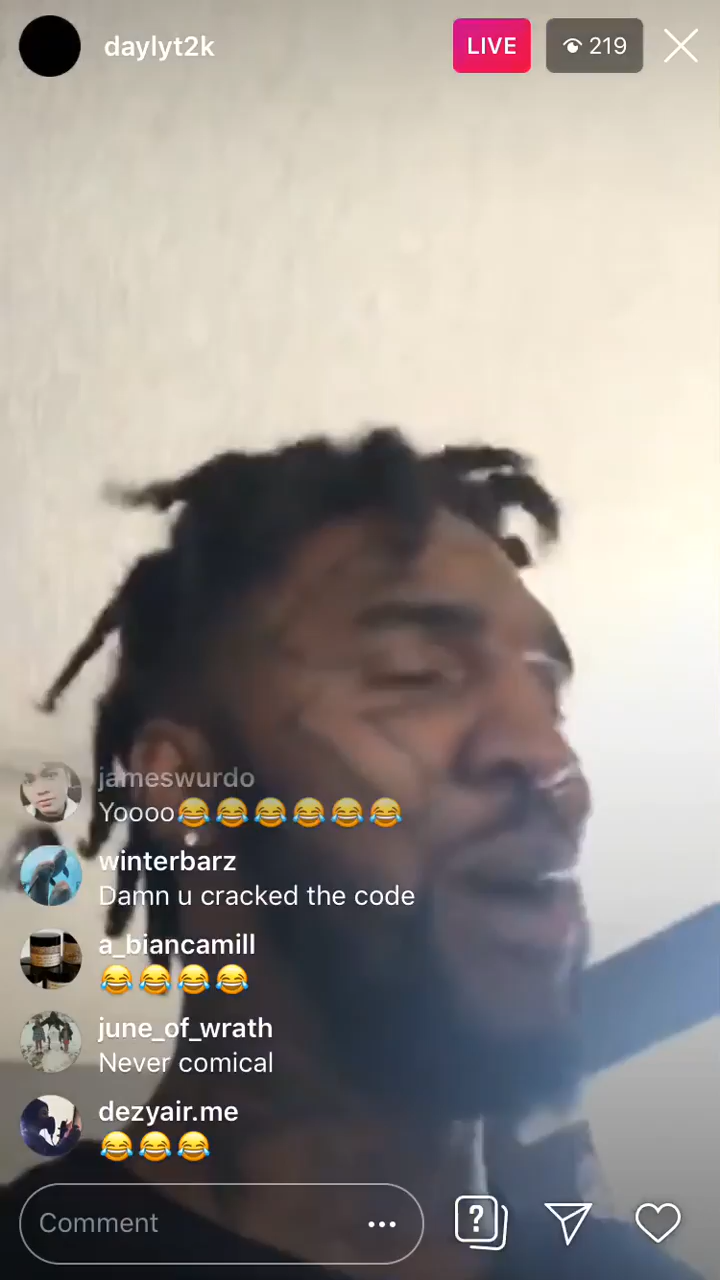 daylyt2k
LIVE
219
jameswurdo
Yoooo😂😂😂😂😂😂
winterbarz
Damn u cracked the code
a_biancamill
😂😂😂😂
june_of_wrath
Never comical
dezyair.me
😂😂😂
Comment
?